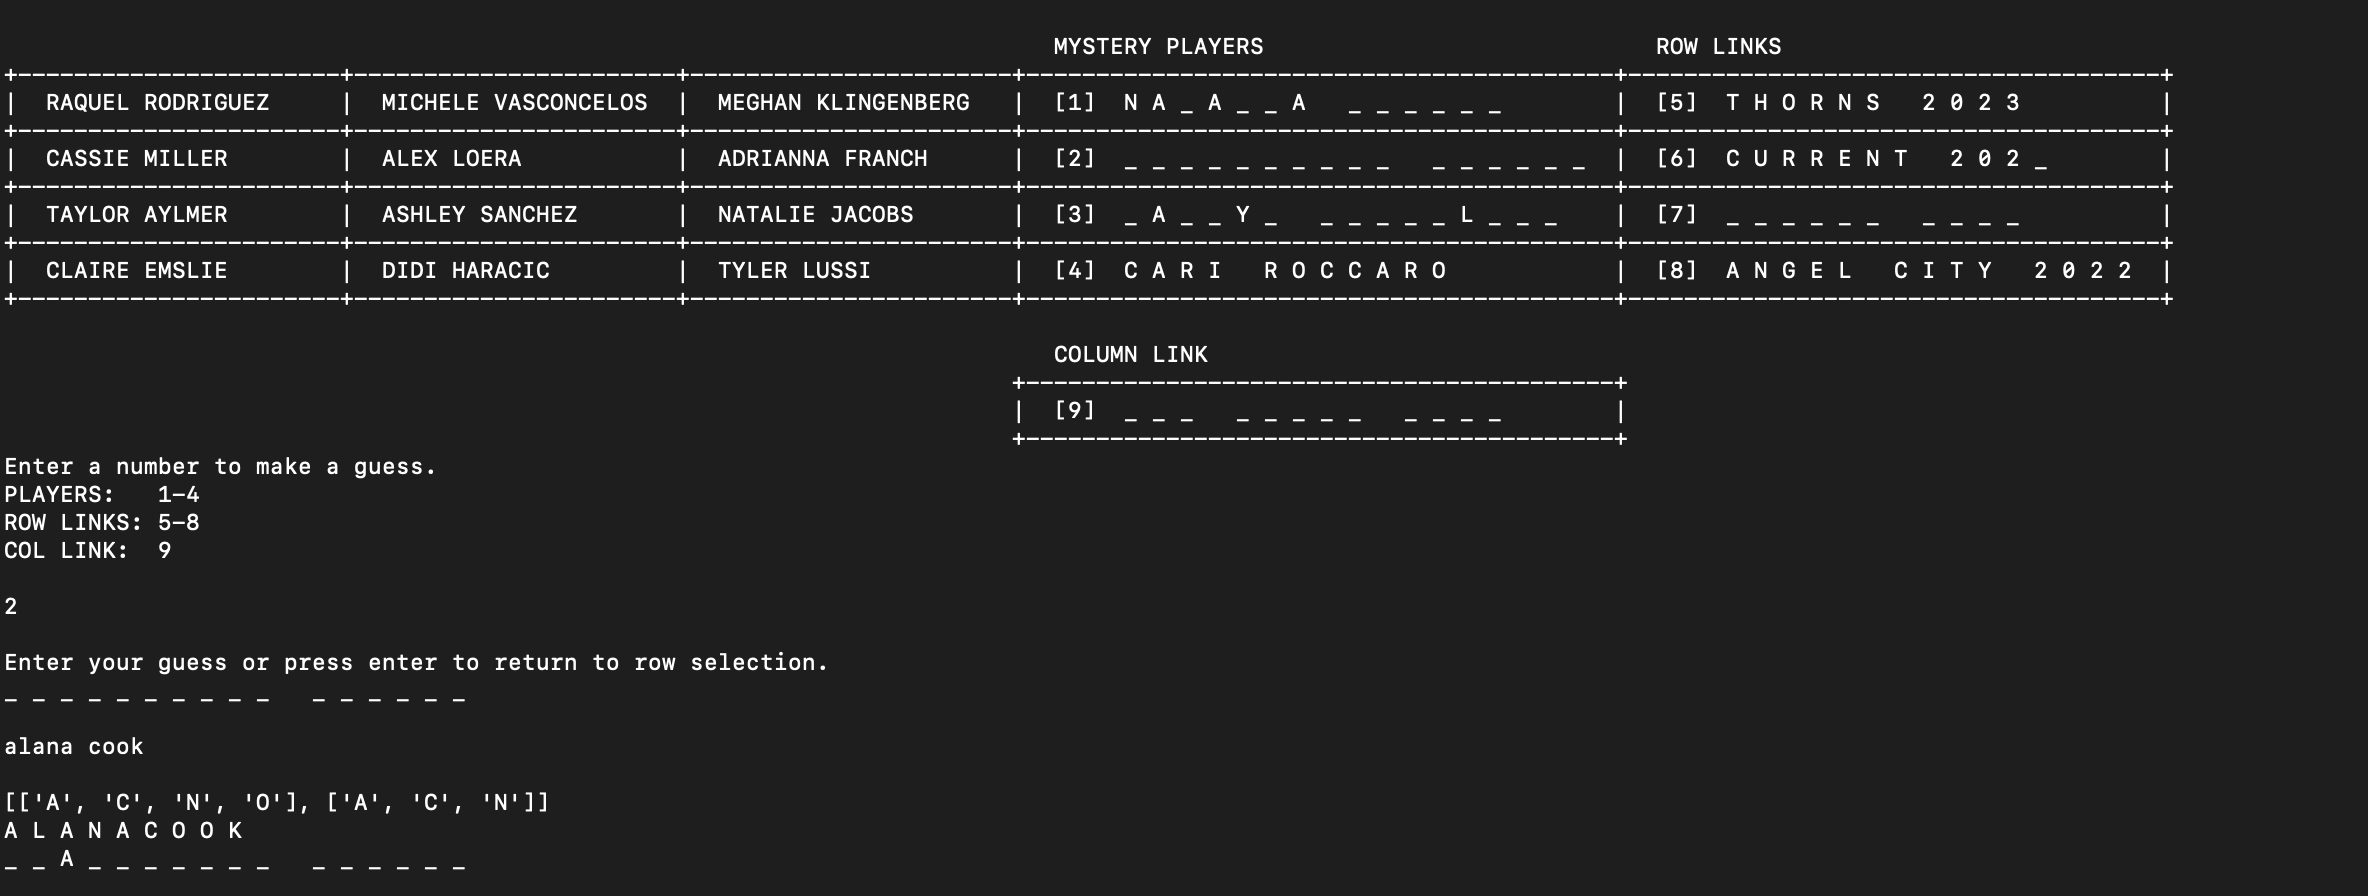 MYSTERY PLAYERS ROW LINKS
+-----------------------+-----------------------+-----------------------+------------------------------------------+--------------------------------------+
| RAQUEL RODRIGUEZ | MICHELE VASCONCELOS | MEGHAN KLINGENBERG | [1] N A _ A _ _ A _ _ _ _ _ _ | [5] T H O R N S 2 0 2 3 |
+-----------------------+-----------------------+-----------------------+------------------------------------------+--------------------------------------+
| CASSIE MILLER | ALEX LOERA | ADRIANNA FRANCH | [2] _ _ _ _ _ _ _ _ _ _ _ _ _ _ _ _ | [6] C U R R E N T 2 0 2 _ |
+-----------------------+-----------------------+-----------------------+------------------------------------------+--------------------------------------+
| TAYLOR AYLMER | ASHLEY SANCHEZ | NATALIE JACOBS | [3] _ A _ _ Y _ _ _ _ _ _ L _ _ _ | [7] _ _ _ _ _ _ _ _ _ _ |
+-----------------------+-----------------------+-----------------------+------------------------------------------+--------------------------------------+
| CLAIRE EMSLIE | DIDI HARACIC | TYLER LUSSI | [4] C A R I R O C C A R O | [8] A N G E L C I T Y 2 0 2 2 |
+-----------------------+-----------------------+-----------------------+------------------------------------------+--------------------------------------+
COLUMN LINK
+------------------------------------------+
| [9] _ _ _ _ _ _ _ _ _ _ _ _ |
+------------------------------------------+
Enter a number to make a guess.
PLAYERS: 1-4
ROW LINKS: 5-8
COL LINK: 9
2
Enter your guess or press enter to return to row selection.
_ _ _ _ _ _ _ _ _ _ _ _ _ _ _ _
alana cook
[['A', 'C', 'N', 'O'], ['A', 'C', 'N']]
A L A N A C O O K
_ _ A _ _ _ _ _ _ _ _ _ _ _ _ _